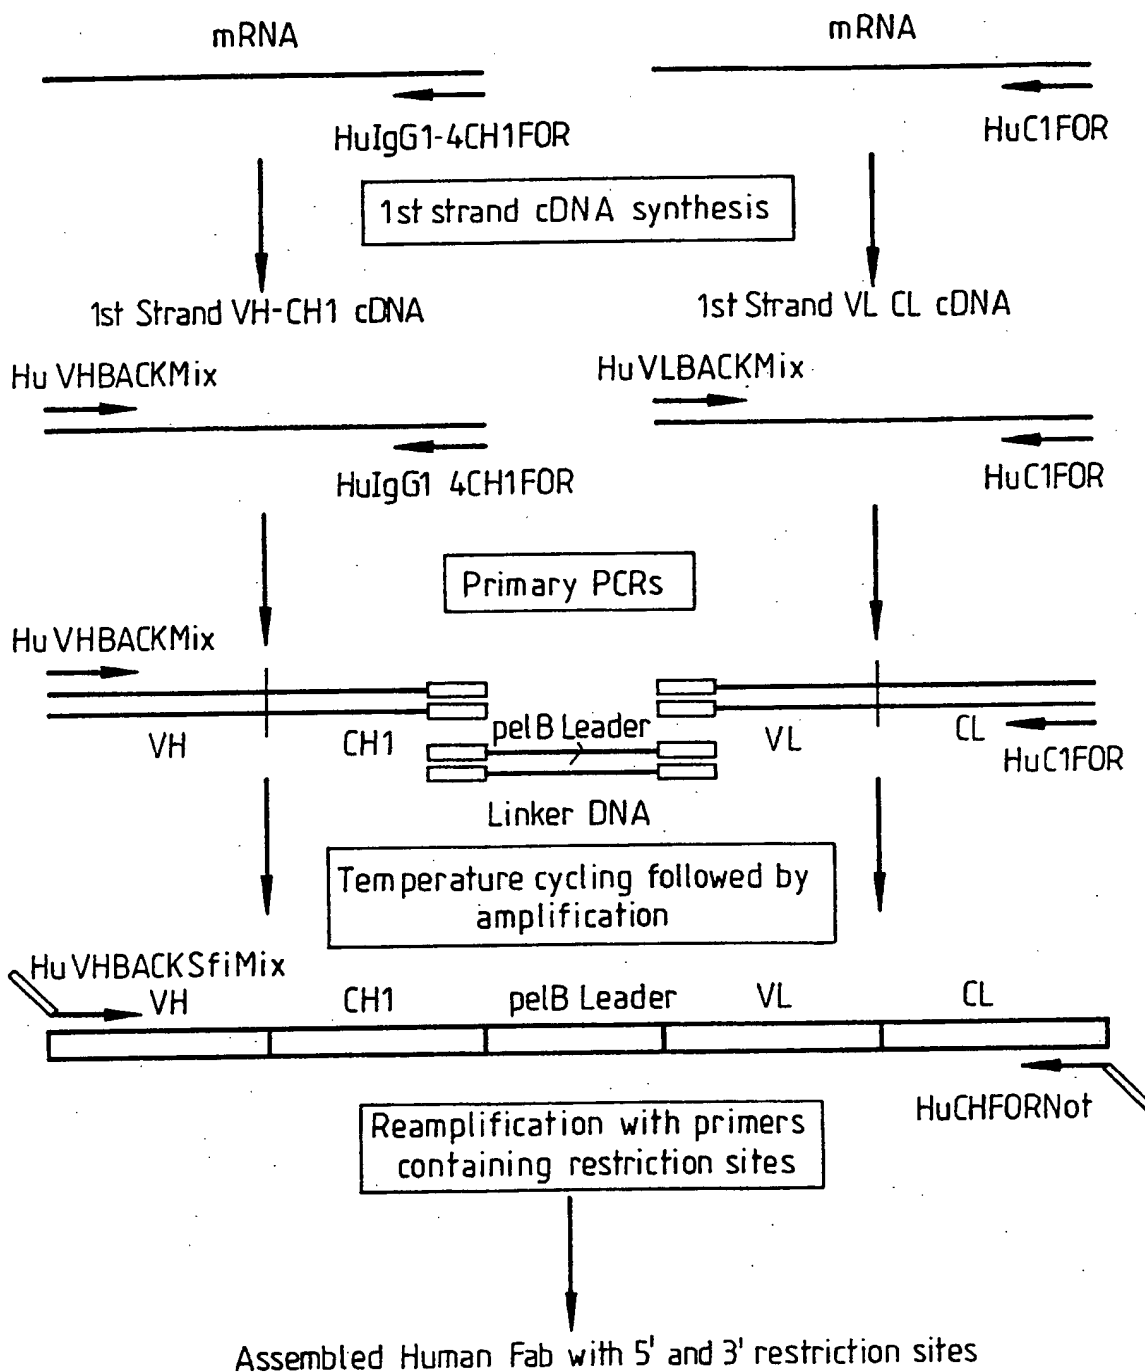 mRNA
mRNA
HuIgG1-4CH1FOR
HuC1FOR
1st strand cDNA synthesis
1st Strand VH-CH1 cDNA
1st Strand VL CL cDNA
Hu VHBACKMix
HuVLBACKMix
HuIgG1 4CH1FOR
HuC1FOR
Primary PCRs
Hu VHBACKMix
VH
CH1
pelB Leader
VL
CL
HuC1FOR
Linker DNA
Temperature cycling followed by
amplification
Hu VHBACKSfiMix
VH
CH1
pelB Leader
VL
CL
HuCHFORNot
Reamplification with primers
containing restriction sites
Assembled Human Fab with 5' and 3' restriction sites